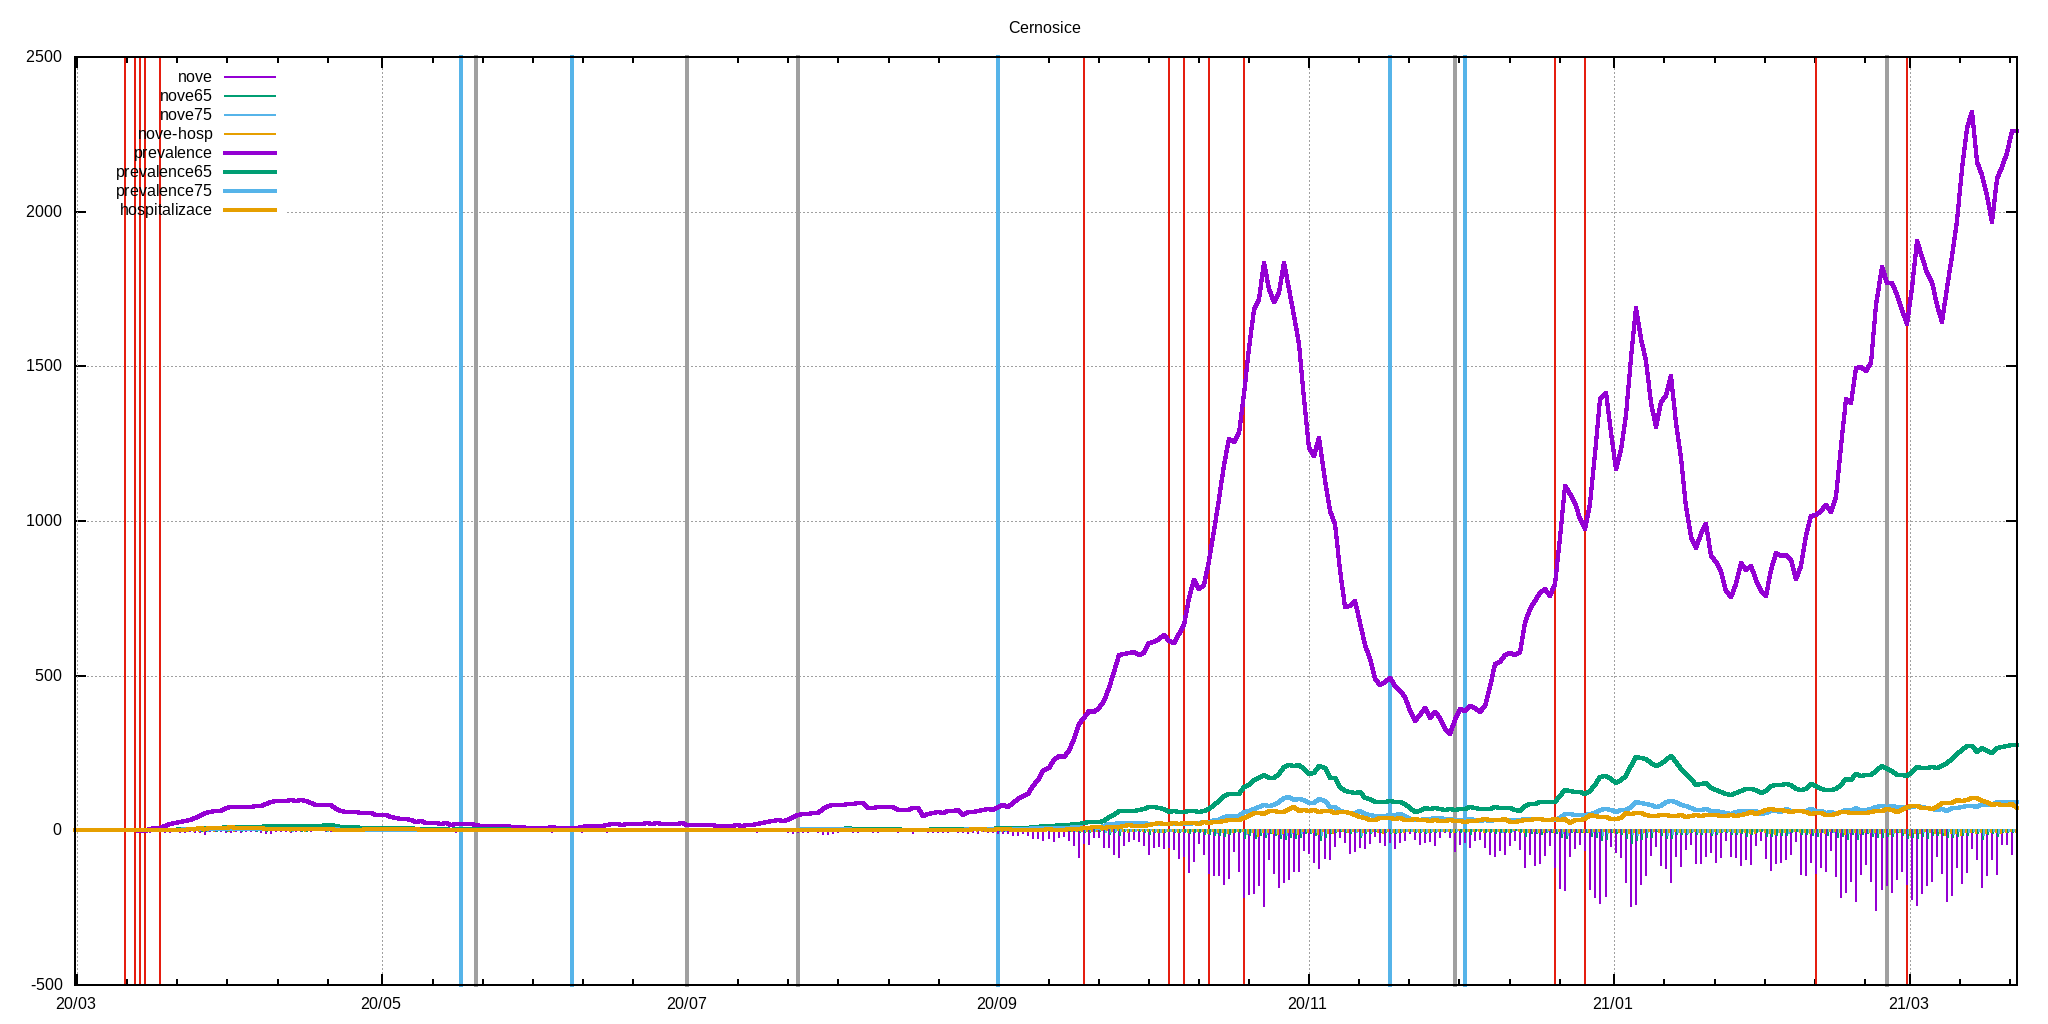 Cernosice
2500
nove
nove65
nove75
nove-hosp
prevalence
prevalence65
prevalence75
hospitalizace
2000
1500
1000
500
0
-500
20/03 20/05 20/07 20/09 20/11 21/01 21/03